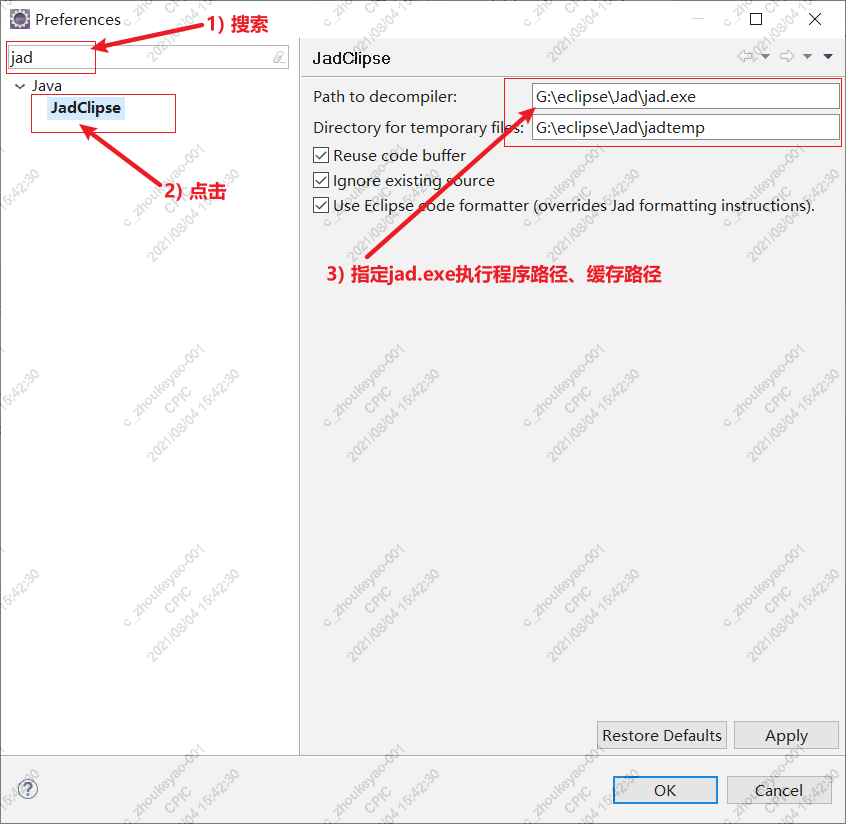 Preferences
1) 搜索
jad
Java
JadClipse
2) 点击
JadClipse
Path to decompiler:
G:\eclipse\Jad\jad.exe
Directory for temporary files:
G:\eclipse\Jad\jadtemp
Reuse code buffer
Ignore existing source
Use Eclipse code formatter (overrides Jad formatting instructions).
3) 指定jad.exe执行程序路径、缓存路径
Restore Defaults
Apply
?
OK
Cancel
c_zhoukeyao-001
CPIC
2021/08/04 15:42:30